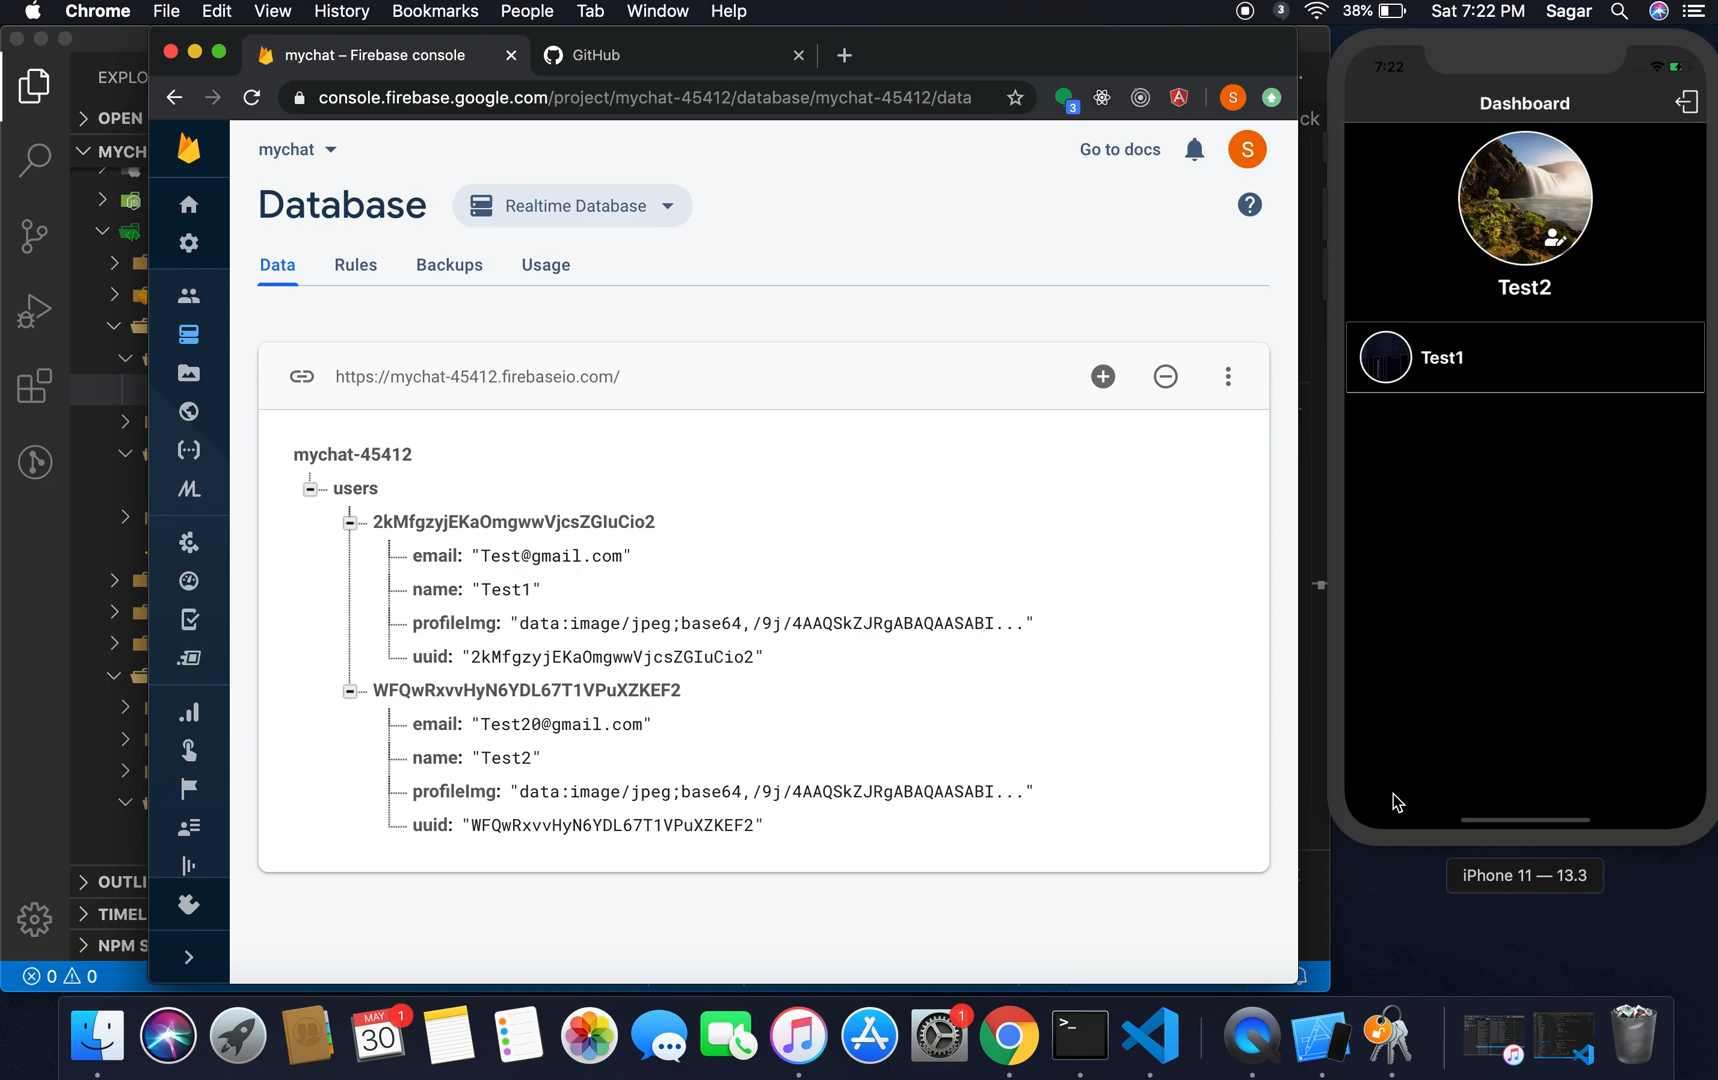 Chrome File Edit View History Bookmarks People Tab Window Help
3 38% Sat 7:22 PM Sagar
mychat – Firebase console
GitHub
console.firebase.google.com/project/mychat-45412/database/mychat-45412/data
3
S
EXPLO
OPEN
MYCH
OUTLI
TIMEL
NPM S
0 0
ck
mychat
Go to docs
S
Database
Realtime Database
?
Data Rules Backups Usage
https://mychat-45412.firebaseio.com/
mychat-45412
users
2kMfgzyjEKaOmgwwVjcsZGIuCio2
email: "Test@gmail.com"
name: "Test1"
profileImg: "data:image/jpeg;base64,/9j/4AAQSkZJRgABAQAASABI..."
uuid: "2kMfgzyjEKaOmgwwVjcsZGIuCio2"
WFQwRxvvHyN6YDL67T1VPuXZKEF2
email: "Test20@gmail.com"
name: "Test2"
profileImg: "data:image/jpeg;base64,/9j/4AAQSkZJRgABAQAASABI..."
uuid: "WFQwRxvvHyN6YDL67T1VPuXZKEF2"
7:22
Dashboard
Test2
Test1
iPhone 11 — 13.3
MAY
30
1
1